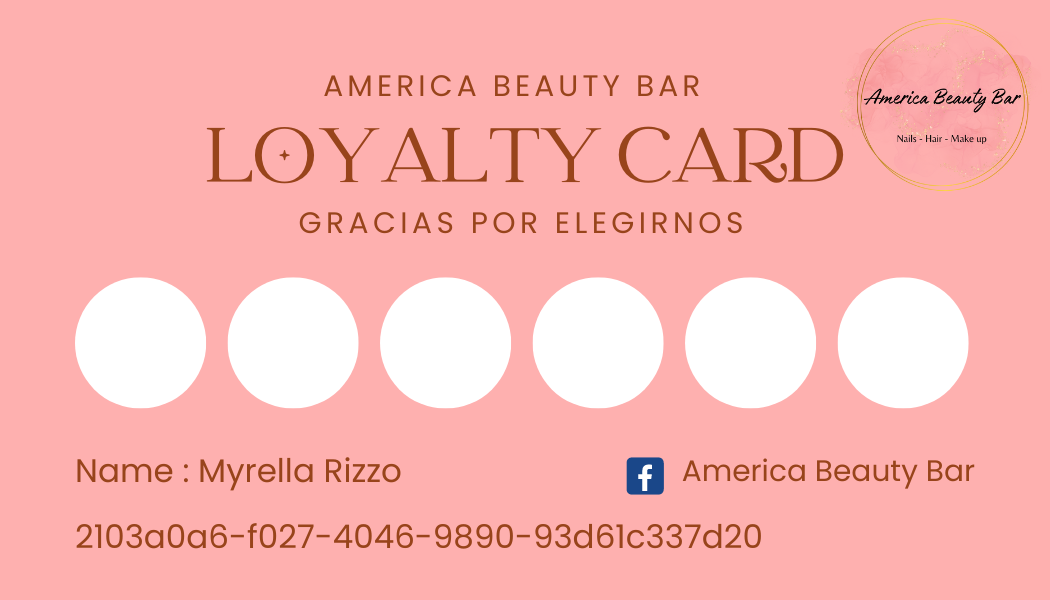 AMERICA BEAUTY BAR
LOYALTY CARD
GRACIAS POR ELEGIRNOS
America Beauty Bar
Nails - Hair - Make up
Name : Myrella Rizzo
America Beauty Bar
2103a0a6-f027-4046-9890-93d61c337d20